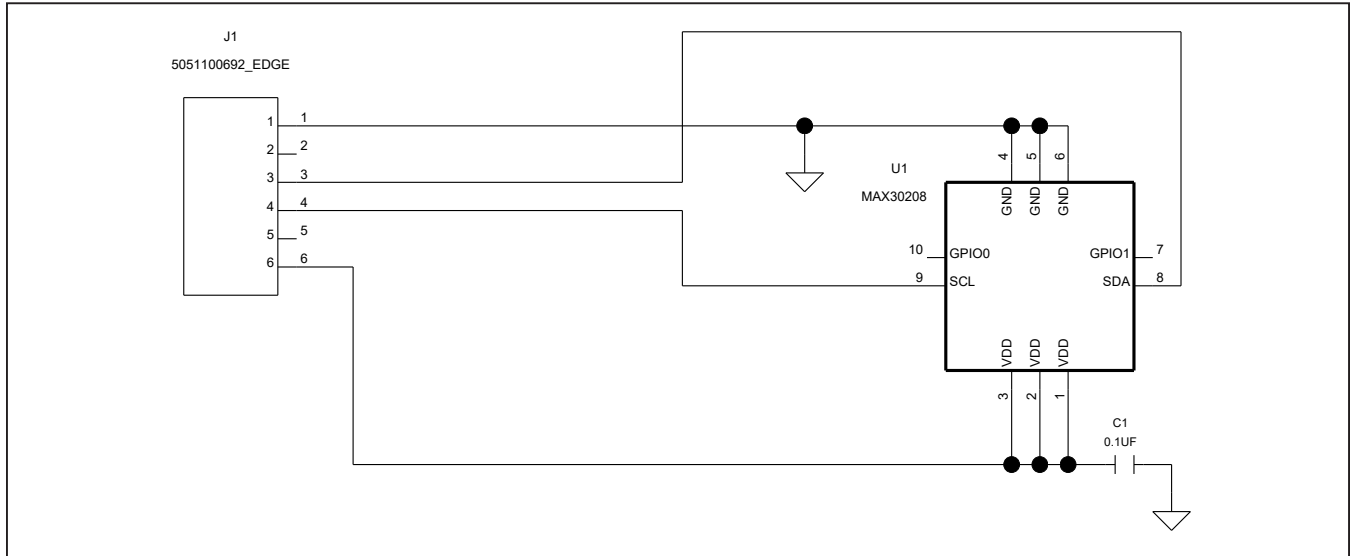 J1
5051100692_EDGE
1 1
2 2
3 3
4 4
5 5
6 6
U1
MAX30208
4 5 6
GND GND GND
10 GPIO0 GPIO1 7
9 SCL SDA 8
VDD VDD VDD
3 2 1
C1
0.1UF